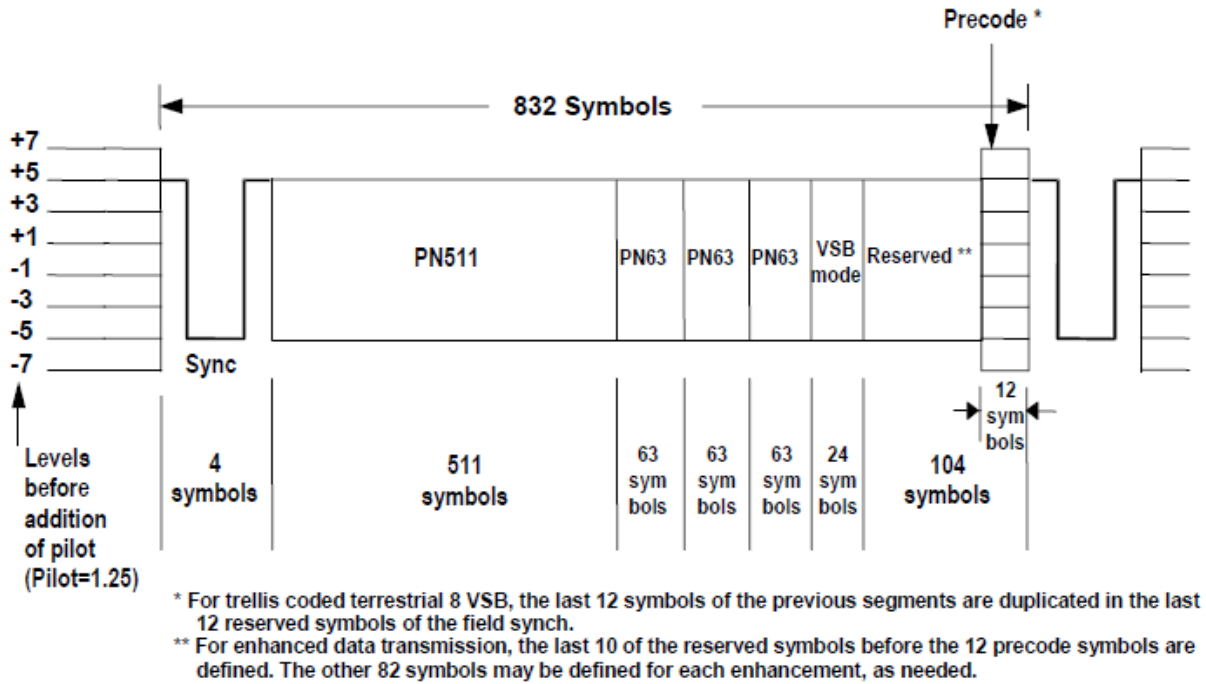 Precode *
832 Symbols
+7
+5
+3
+1
-1
-3
-5
-7
PN511
PN63
PN63
PN63
VSB
mode
Reserved **
Sync
Levels
before
addition
of pilot
(Pilot=1.25)
4
symbols
511
symbols
63
sym
bols
63
sym
bols
63
sym
bols
24
sym
bols
104
symbols
12
sym
bols
* For trellis coded terrestrial 8 VSB, the last 12 symbols of the previous segments are duplicated in the last
12 reserved symbols of the field synch.
** For enhanced data transmission, the last 10 of the reserved symbols before the 12 precode symbols are
defined. The other 82 symbols may be defined for each enhancement, as needed.